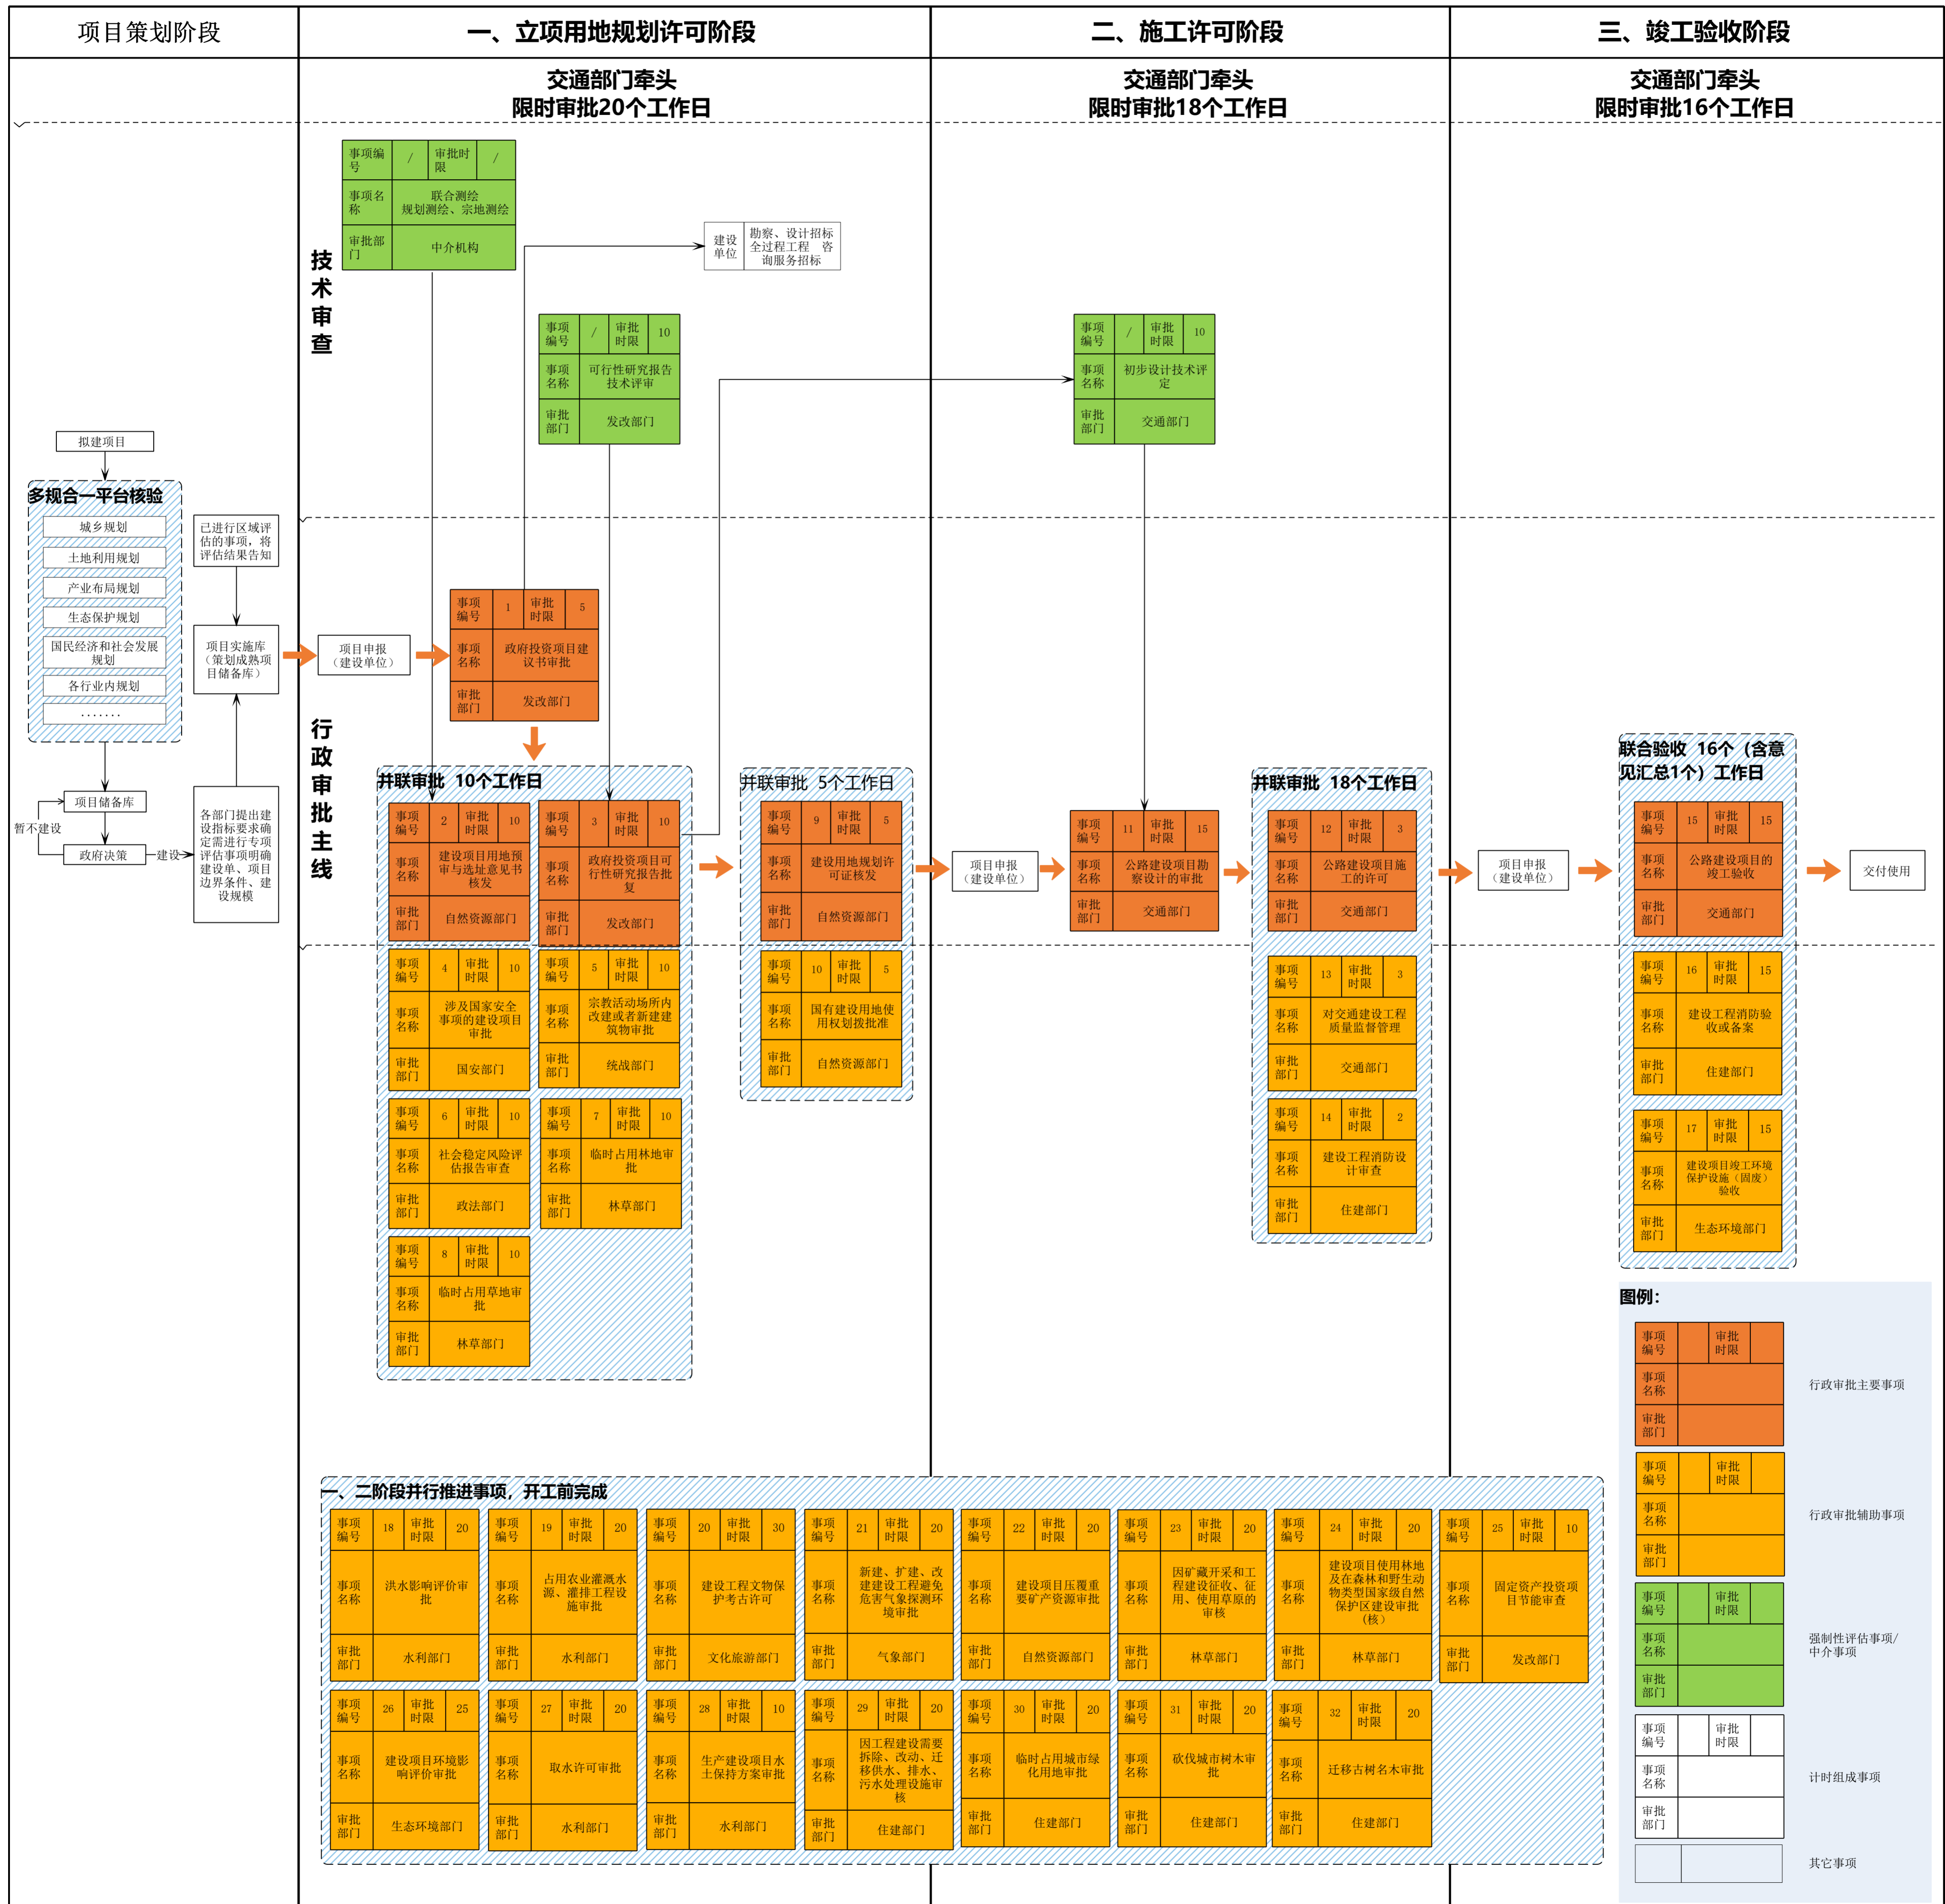 项目策划阶段
一、立项用地规划许可阶段
二、施工许可阶段
三、竣工验收阶段
交通部门牵头
限时审批20个工作日
交通部门牵头
限时审批18个工作日
交通部门牵头
限时审批16个工作日
拟建项目
多规合一平台核验
城乡规划
土地利用规划
产业布局规划
生态保护规划
国民经济和社会发展
规划
各行业内规划
.......
项目储备库
暂不建设
政府决策
建设
已进行区域评
估的事项,将
评估结果告知
项目实施库
(策划成熟项
目储备库)
各部门提出建
设指标要求确
定需进行专项
评估事项明确
建设单、项目
边界条件、建
设规模
技
术
审
查
事项编
号
/
审批时
限
/
事项名
称
联合测绘
规划测绘、宗地测绘
审批部
门
中介机构
建设
单位
勘察、设计招标
全过程工程 咨
询服务招标
事项
编号
/
审批
时限
10
事项
名称
可行性研究报告
技术评审
审批
部门
发改部门
事项
编号
/
审批
时限
10
事项
名称
初步设计技术评
定
审批
部门
交通部门
行
政
审
批
主
线
项目申报
(建设单位)
事项
编号
1
审批
时限
5
事项
名称
政府投资项目建
议书审批
审批
部门
发改部门
并联审批 10个工作日
事项
编号
2
审批
时限
10
事项
名称
建设项目用地预
审与选址意见书
核发
审批
部门
自然资源部门
事项
编号
3
审批
时限
10
事项
名称
政府投资项目可
行性研究报告批
复
审批
部门
发改部门
事项
编号
4
审批
时限
10
事项
名称
涉及国家安全
事项的建设项目
审批
审批
部门
国安部门
事项
编号
5
审批
时限
10
事项
名称
宗教活动场所内
改建或者新建建
筑物审批
审批
部门
统战部门
事项
编号
6
审批
时限
10
事项
名称
社会稳定风险评
估报告审查
审批
部门
政法部门
事项
编号
7
审批
时限
10
事项
名称
临时占用林地审
批
审批
部门
林草部门
事项
编号
8
审批
时限
10
事项
名称
临时占用草地审
批
审批
部门
林草部门
并联审批 5个工作日
事项
编号
9
审批
时限
5
事项
名称
建设用地规划许
可证核发
审批
部门
自然资源部门
事项
编号
10
审批
时限
5
事项
名称
国有建设用地使
用权划拨批准
审批
部门
自然资源部门
项目申报
(建设单位)
事项
编号
11
审批
时限
15
事项
名称
公路建设项目勘
察设计的审批
审批
部门
交通部门
并联审批 18个工作日
事项
编号
12
审批
时限
3
事项
名称
公路建设项目施
工的许可
审批
部门
交通部门
事项
编号
13
审批
时限
3
事项
名称
对交通建设工程
质量监督管理
审批
部门
交通部门
事项
编号
14
审批
时限
2
事项
名称
建设工程消防设
计审查
审批
部门
住建部门
项目申报
(建设单位)
联合验收 16个(含意
见汇总1个)工作日
事项
编号
15
审批
时限
15
事项
名称
公路建设项目的
竣工验收
审批
部门
交通部门
事项
编号
16
审批
时限
15
事项
名称
建设工程消防验
收或备案
审批
部门
住建部门
事项
编号
17
审批
时限
15
事项
名称
建设项目竣工环境
保护设施(固废)
验收
审批
部门
生态环境部门
交付使用
一、二阶段并行推进事项,开工前完成
事项
编号
18
审批
时限
20
事项
名称
洪水影响评价审
批
审批
部门
水利部门
事项
编号
19
审批
时限
20
事项
名称
占用农业灌溉水
源、灌排工程设
施审批
审批
部门
水利部门
事项
编号
20
审批
时限
30
事项
名称
建设工程文物保
护考古许可
审批
部门
文化旅游部门
事项
编号
21
审批
时限
20
事项
名称
新建、扩建、改
建建设工程避免
危害气象探测环
境审批
审批
部门
气象部门
事项
编号
22
审批
时限
20
事项
名称
建设项目压覆重
要矿产资源审批
审批
部门
自然资源部门
事项
编号
23
审批
时限
20
事项
名称
因矿藏开采和工
程建设征收、征
用、使用草原的
审核
审批
部门
林草部门
事项
编号
24
审批
时限
20
事项
名称
建设项目使用林地
及在森林和野生动
物类型国家级自然
保护区建设审批
(核)
审批
部门
林草部门
事项
编号
25
审批
时限
10
事项
名称
固定资产投资项
目节能审查
审批
部门
发改部门
事项
编号
26
审批
时限
25
事项
名称
建设项目环境影
响评价审批
审批
部门
生态环境部门
事项
编号
27
审批
时限
20
事项
名称
取水许可审批
审批
部门
水利部门
事项
编号
28
审批
时限
10
事项
名称
生产建设项目水
土保持方案审批
审批
部门
水利部门
事项
编号
29
审批
时限
20
事项
名称
因工程建设需要
拆除、改动、迁
移供水、排水、
污水处理设施审
核
审批
部门
住建部门
事项
编号
30
审批
时限
20
事项
名称
临时占用城市绿
化用地审批
审批
部门
住建部门
事项
编号
31
审批
时限
20
事项
名称
砍伐城市树木审
批
审批
部门
住建部门
事项
编号
32
审批
时限
20
事项
名称
迁移古树名木审批
审批
部门
住建部门
图例:
事项
编号
审批
时限
事项
名称
审批
部门
行政审批主要事项
事项
编号
审批
时限
事项
名称
审批
部门
行政审批辅助事项
事项
编号
审批
时限
事项
名称
审批
部门
强制性评估事项/
中介事项
事项
编号
审批
时限
事项
名称
审批
部门
计时组成事项
其它事项